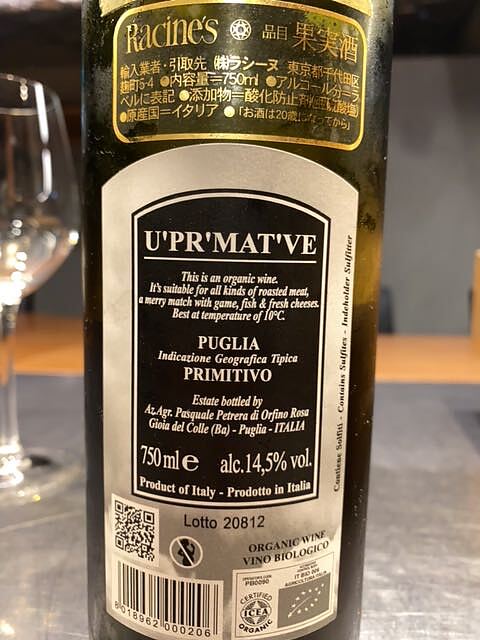 Racines 品目 果実酒
輸入業者・引取先 ㈱ラシーヌ 東京都千代田区
麹町5-4 ●内容量=750ml ●アルコール分=ラ
ベルに表記 ●添加物=酸化防止剤(亜硫酸塩)
●原産国=イタリア ●「お酒は20歳になってから」
U'PR'MAT'VE
This is an organic wine.
It's suitable for all kinds of roasted meat,
a merry match with game, fish & fresh cheeses.
Best at temperature of 10°C.
PUGLIA
Indicazione Geografica Tipica
PRIMITIVO
Estate bottled by
Az.Agr. Pasquale Petrera di Orfino Rosa
Gioia del Colle (Ba) - Puglia - ITALIA
750 ml e alc.14,5% vol.
Product of Italy - Prodotto in Italia
Contiene Solfiti - Contains Sulfites - Indeholder Sulfitter
Lotto 20812
ORGANIC WINE
VINO BIOLOGICO
PB0090
IT BIO 006
AGRICOLTURA ITALIA
CERTIFIED
ICEA
ORGANIC
8 018962 000206